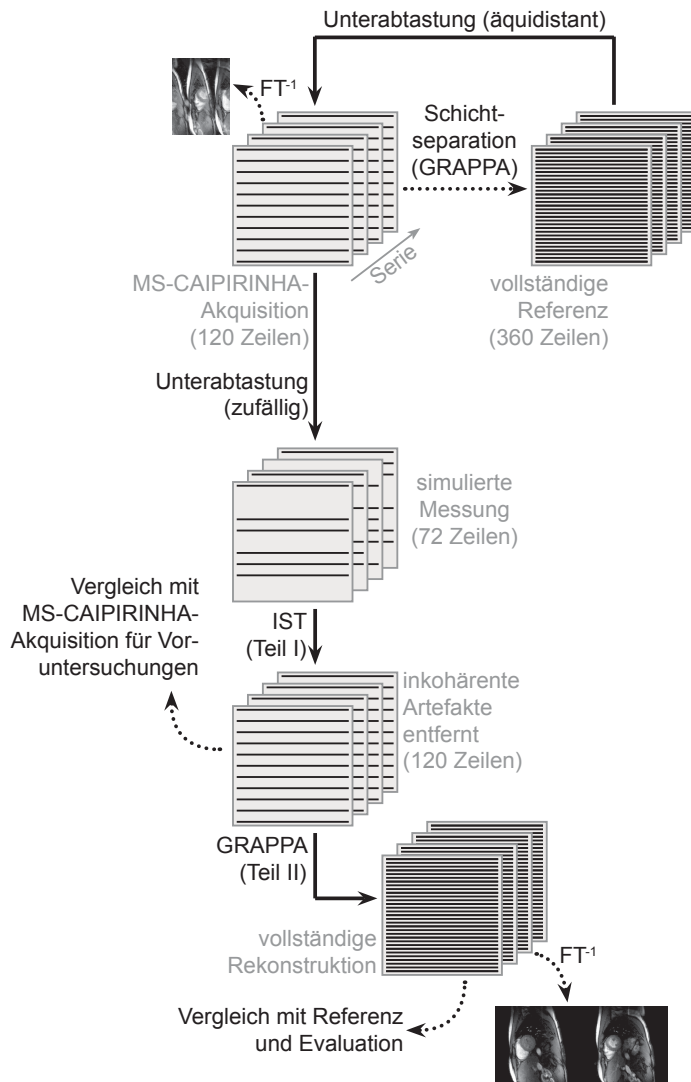 Unterabtastung (äquidistant)
FT-1
Schicht-
separation
(GRAPPA)
Serie
MS-CAIPIRINHA-
Akquisition
(120 Zeilen)
vollständige
Referenz
(360 Zeilen)
Unterabtastung
(zufällig)
simulierte
Messung
(72 Zeilen)
Vergleich mit
MS-CAIPIRINHA-
Akquisition für Vor-
untersuchungen
IST
(Teil I)
inkohärente
Artefakte
entfernt
(120 Zeilen)
GRAPPA
(Teil II)
vollständige
Rekonstruktion
FT-1
Vergleich mit Referenz
und Evaluation